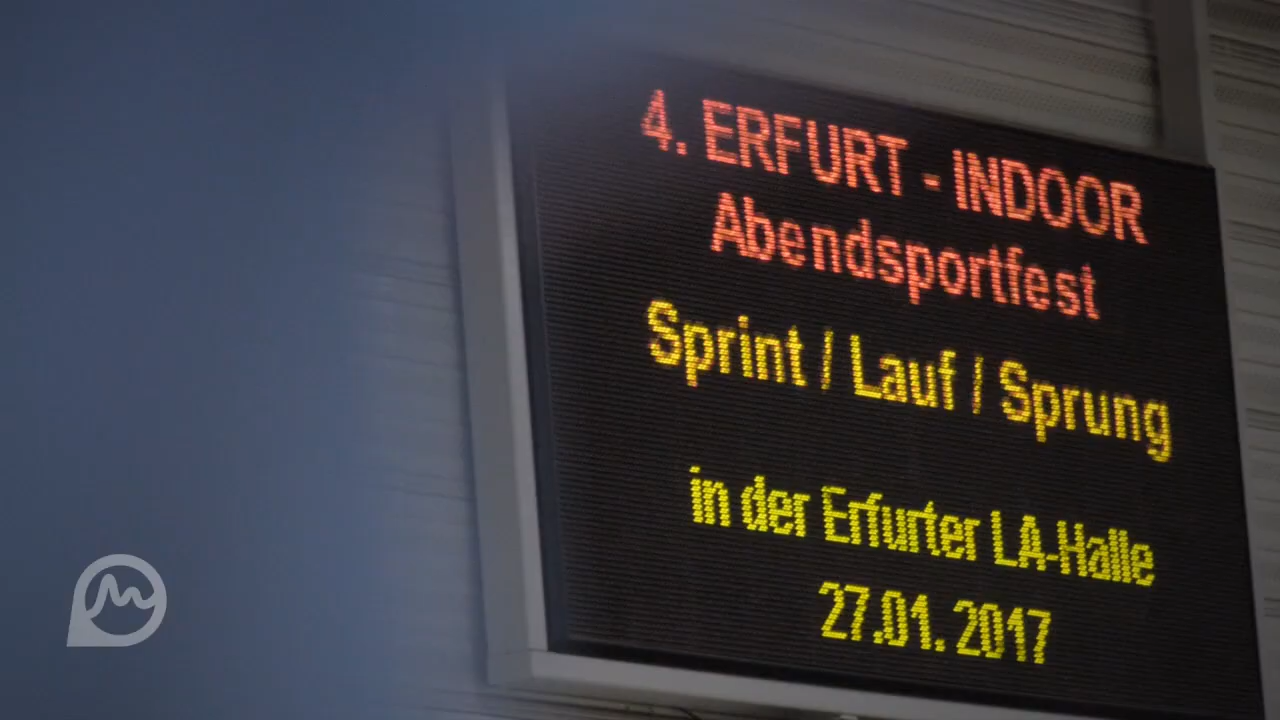 4. ERFURT - INDOOR
Abendsportfest
Sprint / Lauf / Sprung
in der Erfurter LA-Halle
27.01.2017